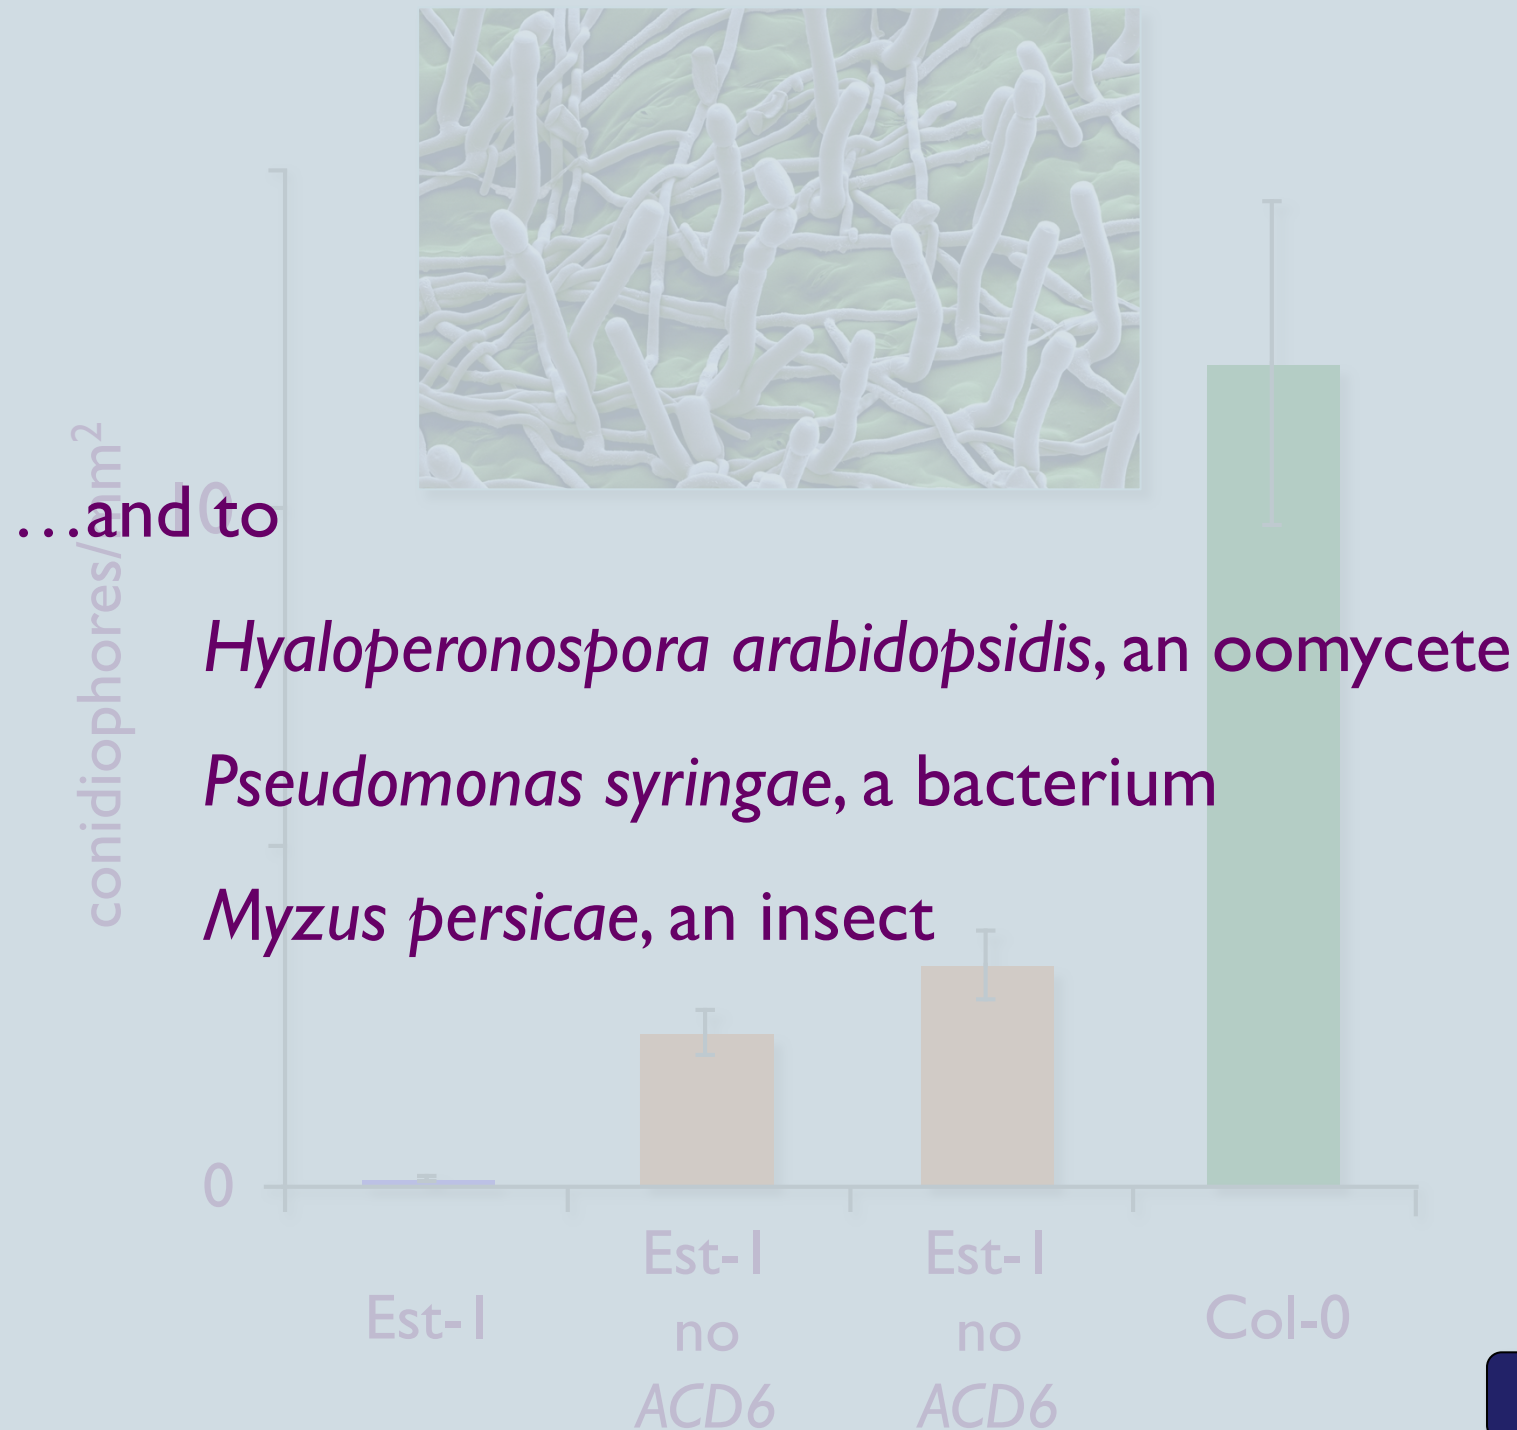 conidiophores/mm²
10
…and to
Hyaloperonospora arabidopsidis, an oomycete
Pseudomonas syringae, a bacterium
Myzus persicae, an insect
0
Est-1
Est-1
no
ACD6
Est-1
no
ACD6
Col-0